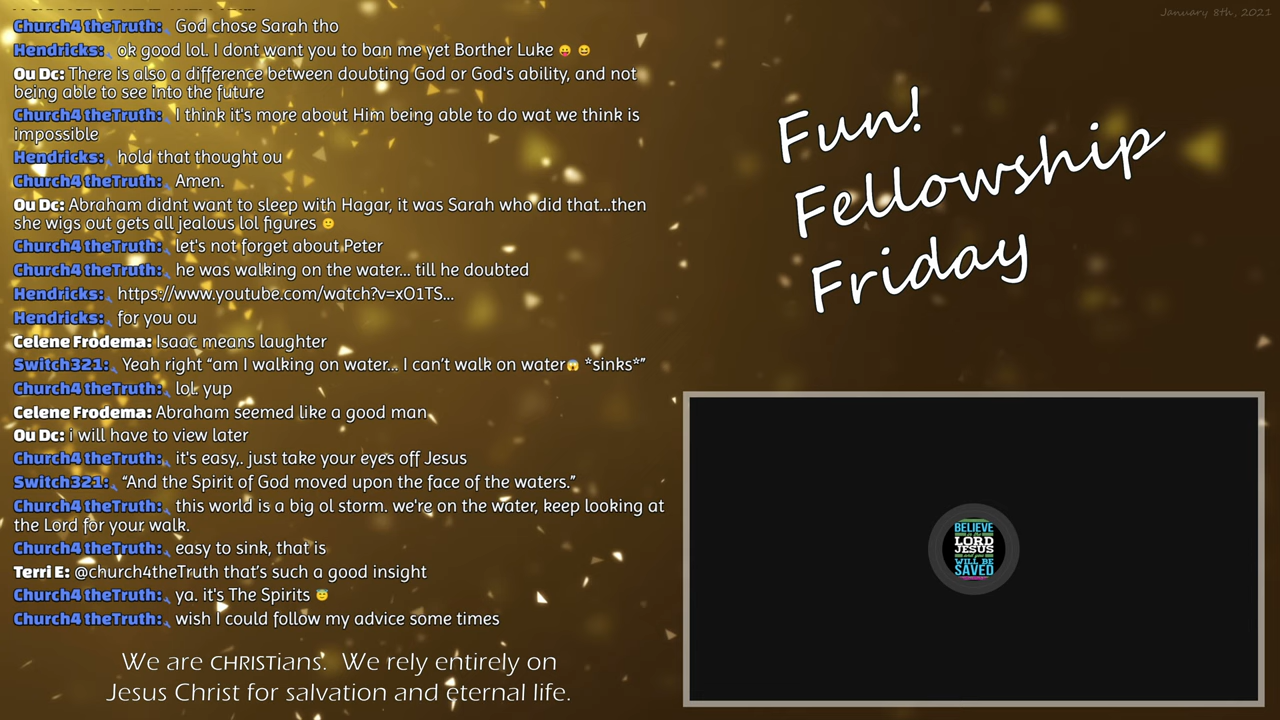 January 8th, 2021
Church4 theTruth: God chose Sarah tho
Hendricks: ok good lol. I dont want you to ban me yet Borther Luke 😛 😆
Ou Dc: There is also a difference between doubting God or God's ability, and not
being able to see into the future
Church4 theTruth: I think it's more about Him being able to do wat we think is
impossible
Hendricks: hold that thought ou
Church4 theTruth: Amen.
Ou Dc: Abraham didnt want to sleep with Hagar, it was Sarah who did that...then
she wigs out gets all jealous lol figures 🙂
Church4 theTruth: let's not forget about Peter
Church4 theTruth: he was walking on the water... till he doubted
Hendricks: https://www.youtube.com/watch?v=xO1TS...
Hendricks: for you ou
Celene Frodema: Isaac means laughter
Switch321: Yeah right “am I walking on water... I can’t walk on water😱 *sinks*”
Church4 theTruth: lol. yup
Celene Frodema: Abraham seemed like a good man
Ou Dc: i will have to view later
Church4 theTruth: it's easy,. just take your eyes off Jesus
Switch321: “And the Spirit of God moved upon the face of the waters.”
Church4 theTruth: this world is a big ol storm. we're on the water, keep looking at
the Lord for your walk.
Church4 theTruth: easy to sink, that is
Terri E: @church4theTruth that’s such a good insight
Church4 theTruth: ya. it's The Spirits 😇
Church4 theTruth: wish I could follow my advice some times
We are CHRISTians. We rely entirely on
Jesus Christ for salvation and eternal life.
Fun!
Fellowship
Friday
BELIEVE
LORD
JESUS
WILL BE
SAVED